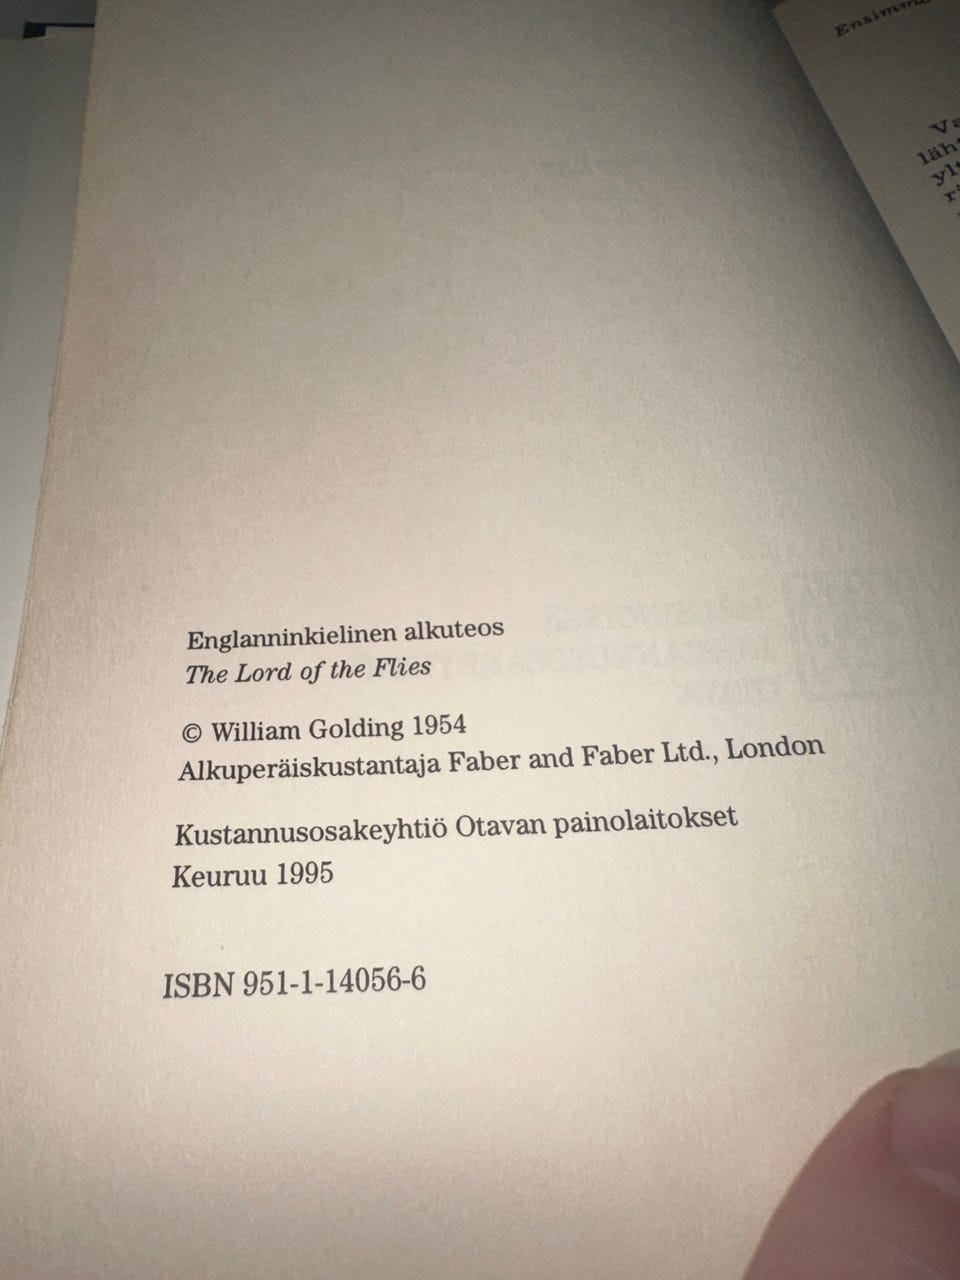 Englanninkielinen alkuteos
The Lord of the Flies
© William Golding 1954
Alkuperäiskustantaja Faber and Faber Ltd., London
Kustannusosakeyhtiö Otavan painolaitokset
Keuruu 1995
ISBN 951-1-14056-6